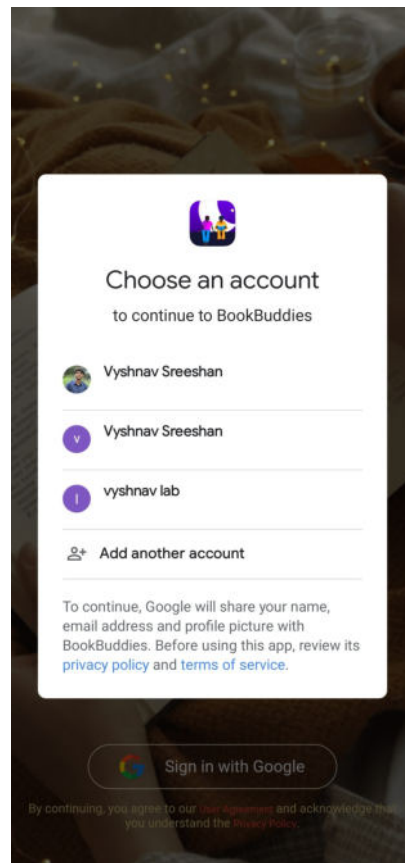 Choose an account
to continue to BookBuddies
Vyshnav Sreeshan
v
Vyshnav Sreeshan
l
vyshnav lab
Add another account
To continue, Google will share your name,
email address and profile picture with
BookBuddies. Before using this app, review its
privacy policy and terms of service.
Sign in with Google
By continuing, you agree to our User Agreement and acknowledge that
you understand the Privacy Policy.